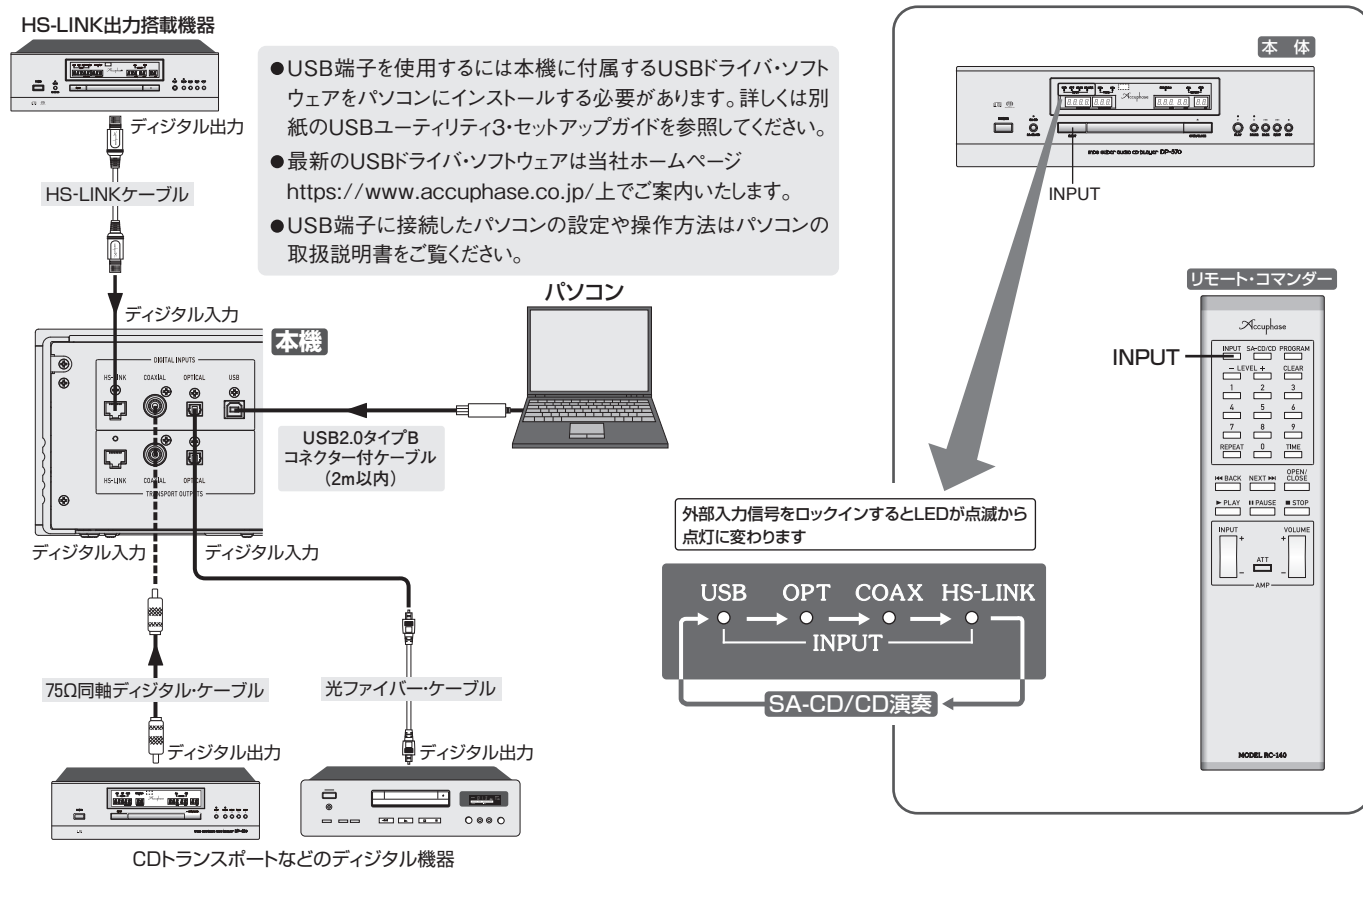 HS-LINK出力搭載機器
Accuphase
ディジタル出力
HS-LINKケーブル
●USB端子を使用するには本機に付属するUSBドライバ・ソフト
ウェアをパソコンにインストールする必要があります。詳しくは別
紙のUSBユーティリティ3・セットアップガイドを参照してください。
●最新のUSBドライバ・ソフトウェアは当社ホームページ
https://www.accuphase.co.jp/上でご案内いたします。
●USB端子に接続したパソコンの設定や操作方法はパソコンの
取扱説明書をご覧ください。
ディジタル入力
本機
DIGITAL INPUTS
HS-LINK COAXIAL OPTICAL USB
HS-LINK COAXIAL OPTICAL
TRANSPORT OUTPUTS
パソコン
USB2.0タイプB
コネクター付ケーブル
（2m以内）
ディジタル入力
ディジタル入力
75Ω同軸ディジタル・ケーブル
光ファイバー・ケーブル
ディジタル出力
ディジタル出力
CDトランスポートなどのディジタル機器
本 体
Accuphase
INPUT
リモート・コマンダー
Accuphase
INPUT
INPUT SA-CD/CD PROGRAM
− LEVEL + CLEAR
1 2 3
4 5 6
7 8 9
REPEAT 0 TIME
⏮ BACK NEXT ⏭ OPEN/
CLOSE
► PLAY ⏸ PAUSE ■ STOP
INPUT VOLUME
+ +
ATT
− −
AMP
MODEL RC-140
外部入力信号をロックインするとLEDが点滅から
点灯に変わります
USB OPT COAX HS-LINK
INPUT
SA-CD/CD演奏